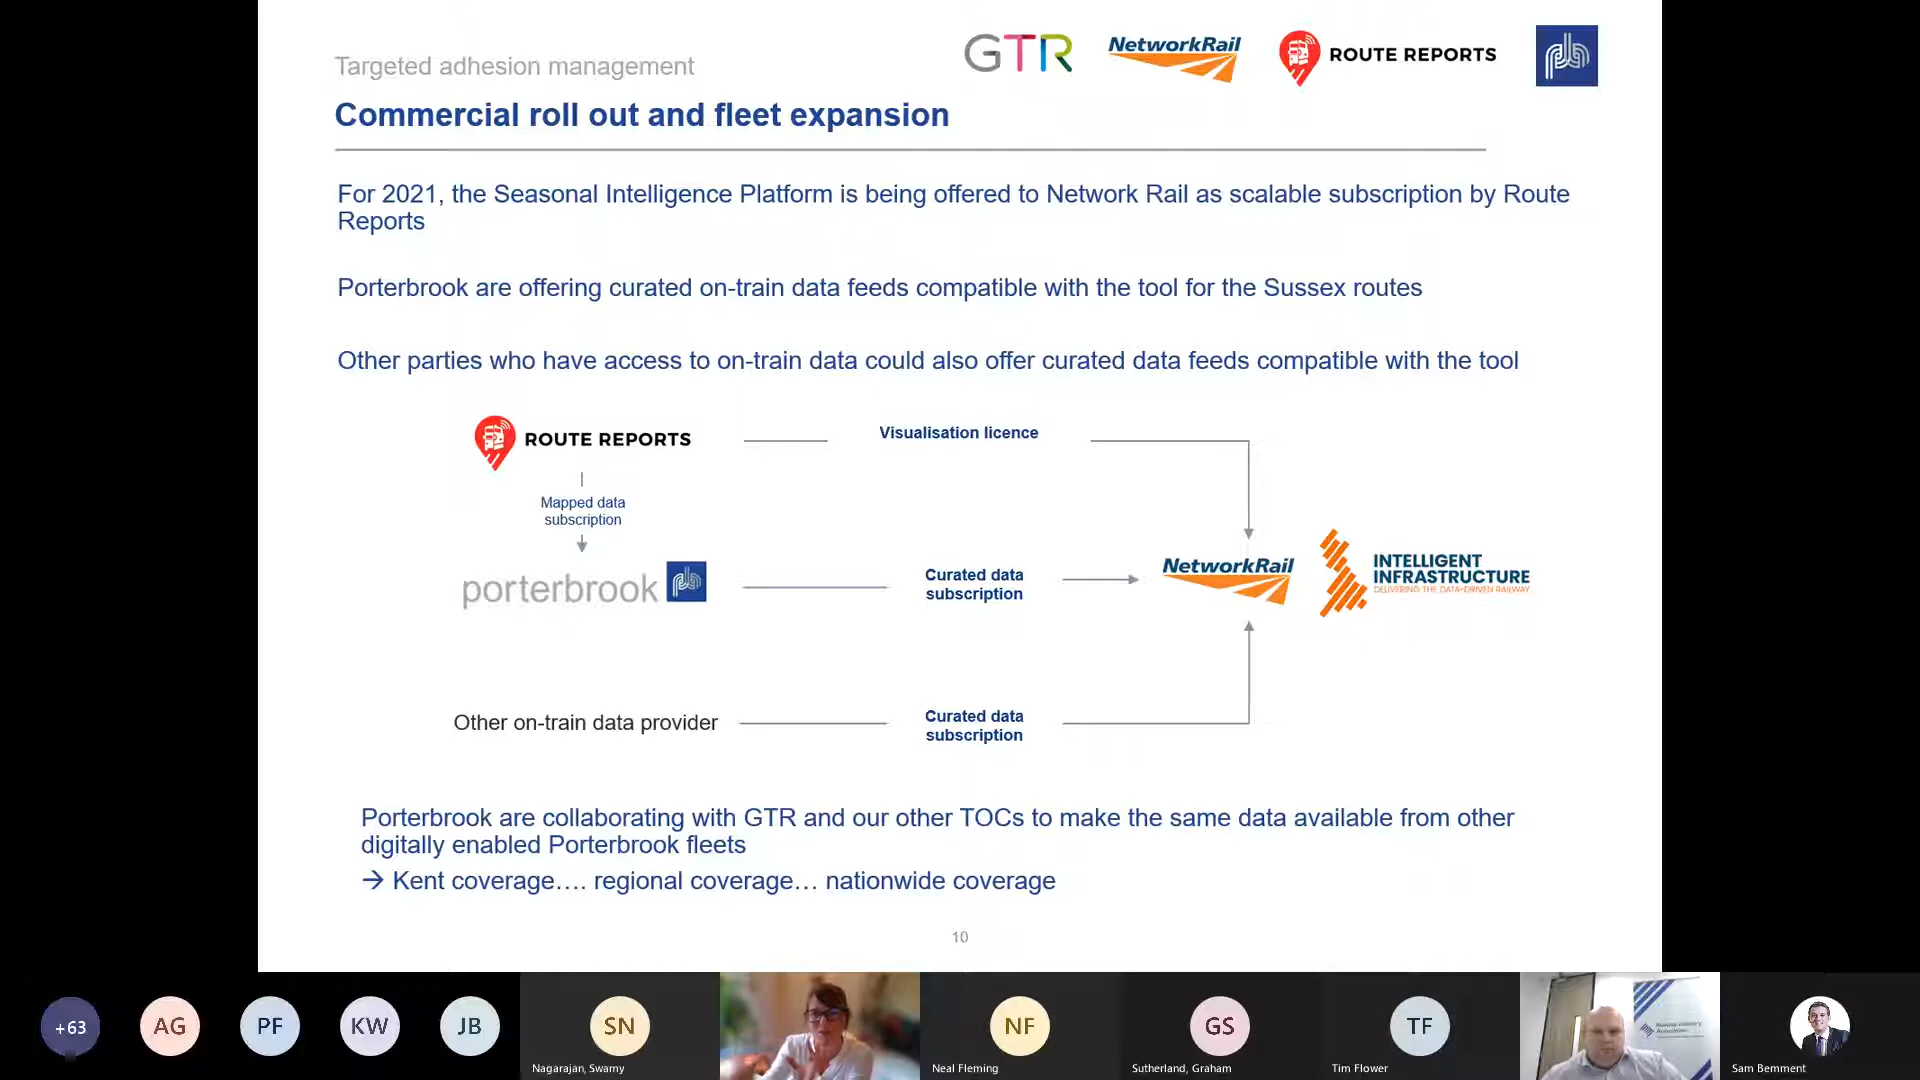 GTR
NetworkRail
ROUTE REPORTS
Targeted adhesion management
Commercial roll out and fleet expansion
For 2021, the Seasonal Intelligence Platform is being offered to Network Rail as scalable subscription by Route
Reports
Porterbrook are offering curated on-train data feeds compatible with the tool for the Sussex routes
Other parties who have access to on-train data could also offer curated data feeds compatible with the tool
ROUTE REPORTS
Visualisation licence
Mapped data
subscription
porterbrook
Curated data
subscription
NetworkRail
INTELLIGENT
INFRASTRUCTURE
DELIVERING THE DATA-DRIVEN RAILWAY
Other on-train data provider
Curated data
subscription
Porterbrook are collaborating with GTR and our other TOCs to make the same data available from other
digitally enabled Porterbrook fleets
→ Kent coverage…. regional coverage… nationwide coverage
10
+63
AG
PF
KW
JB
SN
Nagarajan, Swamy
NF
Neal Fleming
GS
Sutherland, Graham
TF
Tim Flower
Railway Industry
Association
Sam Bemment